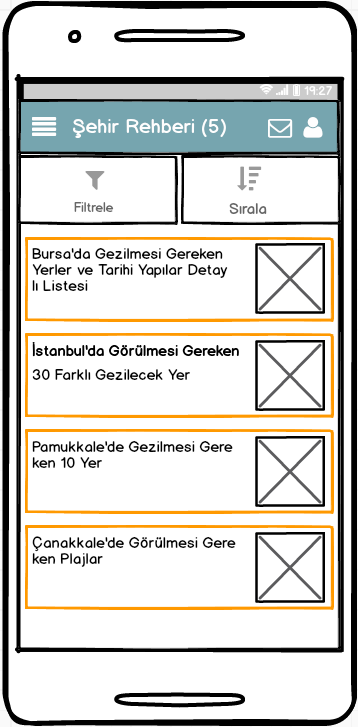 19:27
Şehir Rehberi (5)
Filtrele
Sırala
Bursa'da Gezilmesi Gereken
Yerler ve Tarihi Yapılar Detay
lı Listesi
İstanbul'da Görülmesi Gereken
30 Farklı Gezilecek Yer
Pamukkale'de Gezilmesi Gere
ken 10 Yer
Çanakkale'de Görülmesi Gere
ken Plajlar